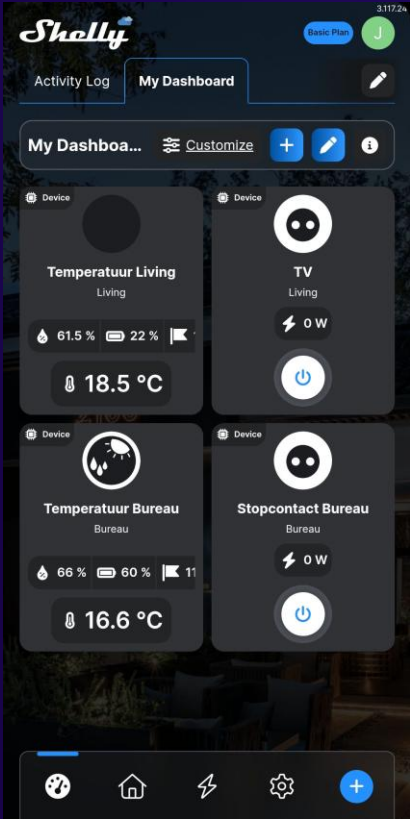 3.117.24
Shelly
Basic Plan
J
Activity Log
My Dashboard
My Dashboa...
Customize
Device
Temperatuur Living
Living
61.5 %
22 %
18.5 °C
Device
TV
Living
0 W
Device
Temperatuur Bureau
Bureau
66 %
60 %
11
16.6 °C
Device
Stopcontact Bureau
Bureau
0 W